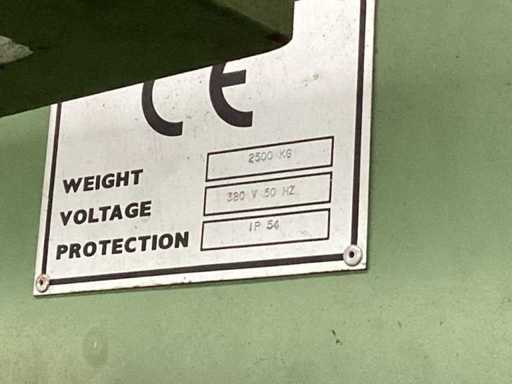 CE
WEIGHT 2500 KG
VOLTAGE 380 V 50 HZ
PROTECTION IP 54